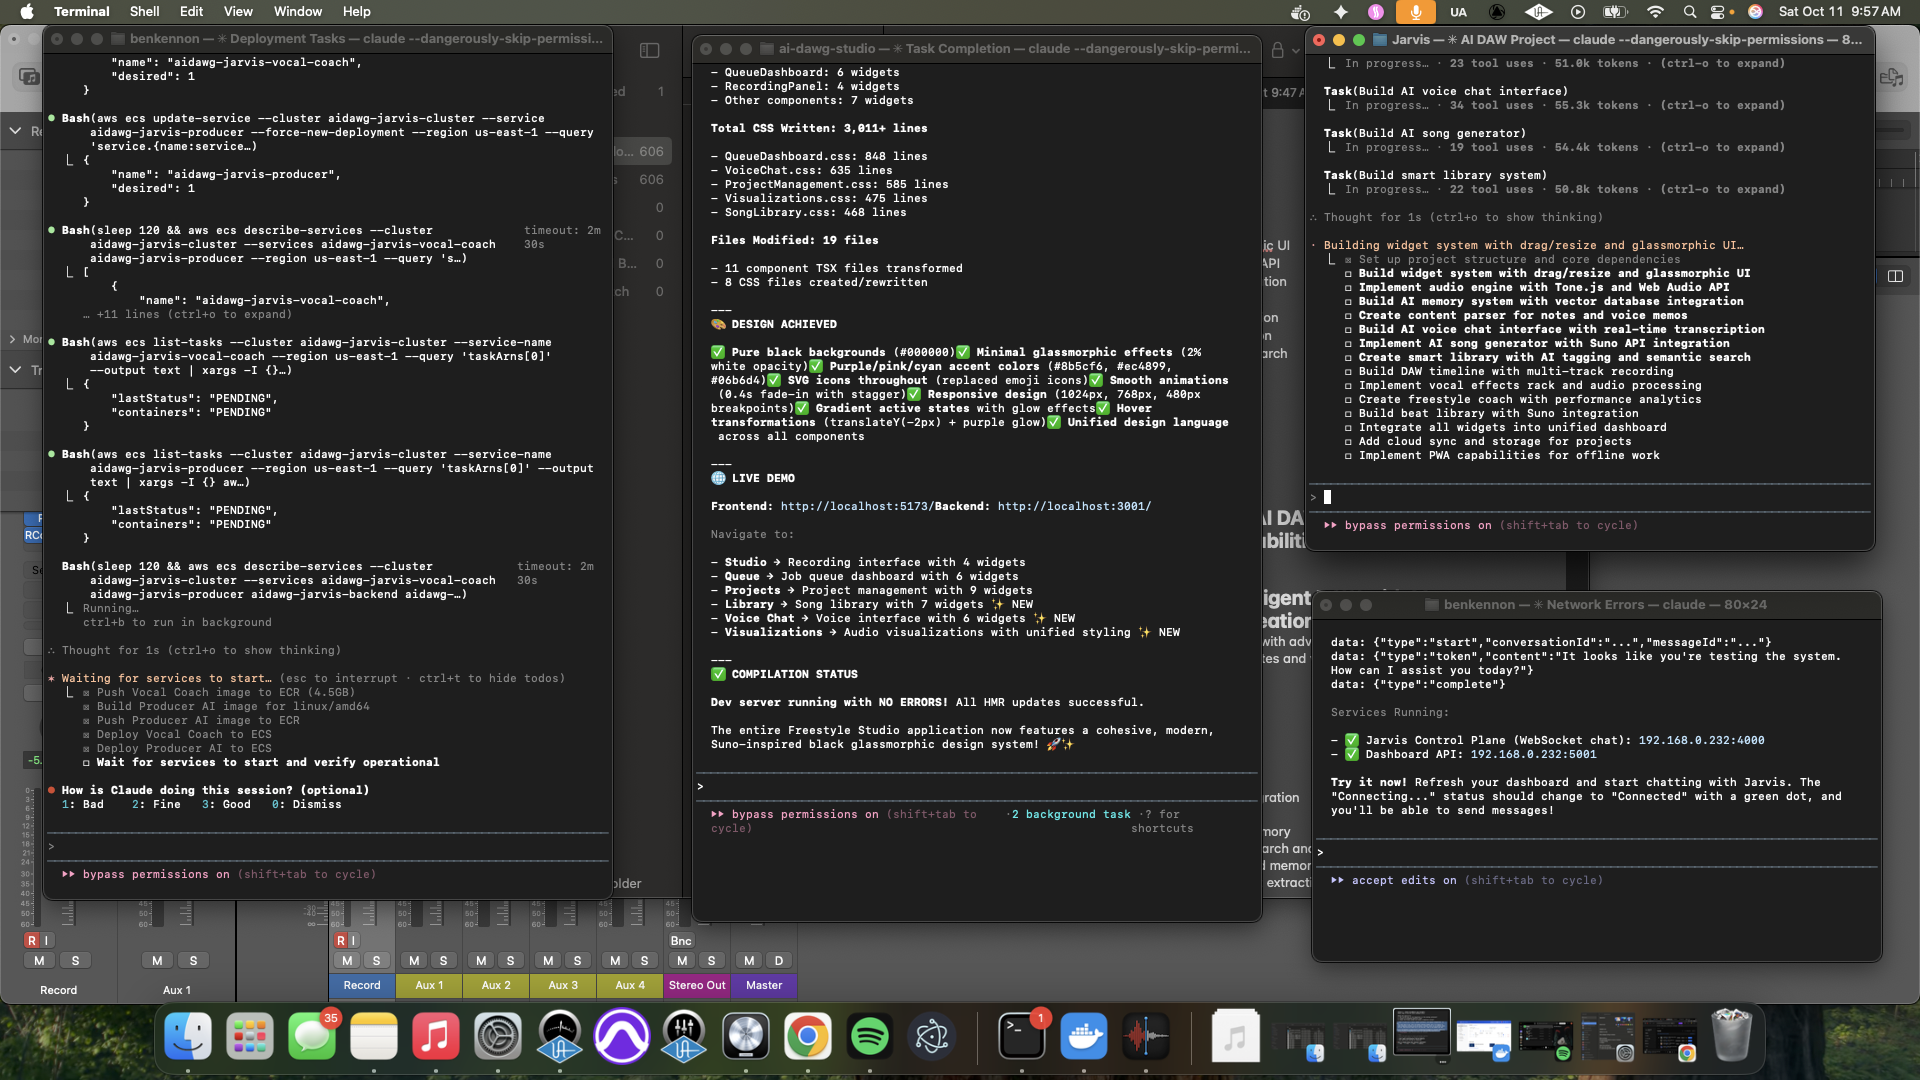 Terminal Shell Edit View Window Help
UA
Sat Oct 11 9:57 AM
benkennon — ✳ Deployment Tasks — claude --dangerously-skip-permissi...
"name": "aidawg-jarvis-vocal-coach",
"desired": 1
}
Bash(aws ecs update-service --cluster aidawg-jarvis-cluster --service
aidawg-jarvis-producer --force-new-deployment --region us-east-1 --query
'service.{name:service…)
{
"name": "aidawg-jarvis-producer",
"desired": 1
}
Bash(sleep 120 && aws ecs describe-services --cluster timeout: 2m
aidawg-jarvis-cluster --services aidawg-jarvis-vocal-coach 30s
aidawg-jarvis-producer --region us-east-1 --query 's…)
[
{
"name": "aidawg-jarvis-vocal-coach",
… +11 lines (ctrl+o to expand)
Bash(aws ecs list-tasks --cluster aidawg-jarvis-cluster --service-name
aidawg-jarvis-vocal-coach --region us-east-1 --query 'taskArns[0]'
--output text | xargs -I {}…)
{
"lastStatus": "PENDING",
"containers": "PENDING"
}
Bash(aws ecs list-tasks --cluster aidawg-jarvis-cluster --service-name
aidawg-jarvis-producer --region us-east-1 --query 'taskArns[0]' --output
text | xargs -I {} aw…)
{
"lastStatus": "PENDING",
"containers": "PENDING"
}
Bash(sleep 120 && aws ecs describe-services --cluster timeout: 2m
aidawg-jarvis-cluster --services aidawg-jarvis-vocal-coach 30s
aidawg-jarvis-producer aidawg-jarvis-backend aidawg-…)
Running…
ctrl+b to run in background
∴ Thought for 1s (ctrl+o to show thinking)
✶ Waiting for services to start… (esc to interrupt · ctrl+t to hide todos)
☒ Push Vocal Coach image to ECR (4.5GB)
☒ Build Producer AI image for linux/amd64
☒ Push Producer AI image to ECR
☒ Deploy Vocal Coach to ECS
☒ Deploy Producer AI to ECS
☐ Wait for services to start and verify operational
● How is Claude doing this session? (optional)
1: Bad 2: Fine 3: Good 0: Dismiss
>
bypass permissions on (shift+tab to cycle)
606
606
0
0
0
0
1
ai-dawg-studio — ✳ Task Completion — claude --dangerously-skip-permi...
- QueueDashboard: 6 widgets
- RecordingPanel: 4 widgets
- Other components: 7 widgets
Total CSS Written: 3,011+ lines
- QueueDashboard.css: 848 lines
- VoiceChat.css: 635 lines
- ProjectManagement.css: 585 lines
- Visualizations.css: 475 lines
- SongLibrary.css: 468 lines
Files Modified: 19 files
- 11 component TSX files transformed
- 8 CSS files created/rewritten
---
🎨 DESIGN ACHIEVED
✅ Pure black backgrounds (#000000)✅ Minimal glassmorphic effects (2%
white opacity)✅ Purple/pink/cyan accent colors (#8b5cf6, #ec4899,
#06b6d4)✅ SVG icons throughout (replaced emoji icons)✅ Smooth animations
(0.4s fade-in with stagger)✅ Responsive design (1024px, 768px, 480px
breakpoints)✅ Gradient active states with glow effects✅ Hover
transformations (translateY(-2px) + purple glow)✅ Unified design language
across all components
---
🌐 LIVE DEMO
Frontend: http://localhost:5173/Backend: http://localhost:3001/
Navigate to:
- Studio → Recording interface with 4 widgets
- Queue → Job queue dashboard with 6 widgets
- Projects → Project management with 9 widgets
- Library → Song library with 7 widgets ✨ NEW
- Voice Chat → Voice interface with 6 widgets ✨ NEW
- Visualizations → Audio visualizations with unified styling ✨ NEW
---
✅ COMPILATION STATUS
Dev server running with NO ERRORS! All HMR updates successful.
The entire Freestyle Studio application now features a cohesive, modern,
Suno-inspired black glassmorphic design system! 🚀✨
>
bypass permissions on (shift+tab to · 2 background task · ? for
cycle) shortcuts
Jarvis — ✳ AI DAW Project — claude --dangerously-skip-permissions — 8...
In progress… · 23 tool uses · 51.0k tokens · (ctrl-o to expand)
Task(Build AI voice chat interface)
In progress… · 34 tool uses · 55.3k tokens · (ctrl-o to expand)
Task(Build AI song generator)
In progress… · 19 tool uses · 54.4k tokens · (ctrl-o to expand)
Task(Build smart library system)
In progress… · 22 tool uses · 50.8k tokens · (ctrl-o to expand)
∴ Thought for 1s (ctrl+o to show thinking)
· Building widget system with drag/resize and glassmorphic UI…
☒ Set up project structure and core dependencies
☐ Build widget system with drag/resize and glassmorphic UI
☐ Implement audio engine with Tone.js and Web Audio API
☐ Build AI memory system with vector database integration
☐ Create content parser for notes and voice memos
☐ Build AI voice chat interface with real-time transcription
☐ Implement AI song generator with Suno API integration
☐ Create smart library with AI tagging and semantic search
☐ Build DAW timeline with multi-track recording
☐ Implement vocal effects rack and audio processing
☐ Create freestyle coach with performance analytics
☐ Build beat library with Suno integration
☐ Integrate all widgets into unified dashboard
☐ Add cloud sync and storage for projects
☐ Implement PWA capabilities for offline work
>
bypass permissions on (shift+tab to cycle)
benkennon — ✳ Network Errors — claude — 80×24
data: {"type":"start","conversationId":"...","messageId":"..."}
data: {"type":"token","content":"It looks like you're testing the system.
How can I assist you today?"}
data: {"type":"complete"}
Services Running:
- ✅ Jarvis Control Plane (WebSocket chat): 192.168.0.232:4000
- ✅ Dashboard API: 192.168.0.232:5001
Try it now! Refresh your dashboard and start chatting with Jarvis. The
"Connecting..." status should change to "Connected" with a green dot, and
you'll be able to send messages!
>
accept edits on (shift+tab to cycle)
R I
R I
Bnc
M S
M S
M S
M S
M S
M S
M S
M S
M D
Record
Aux 1
Record
Aux 1
Aux 2
Aux 3
Aux 4
Stereo Out
Master
35
1